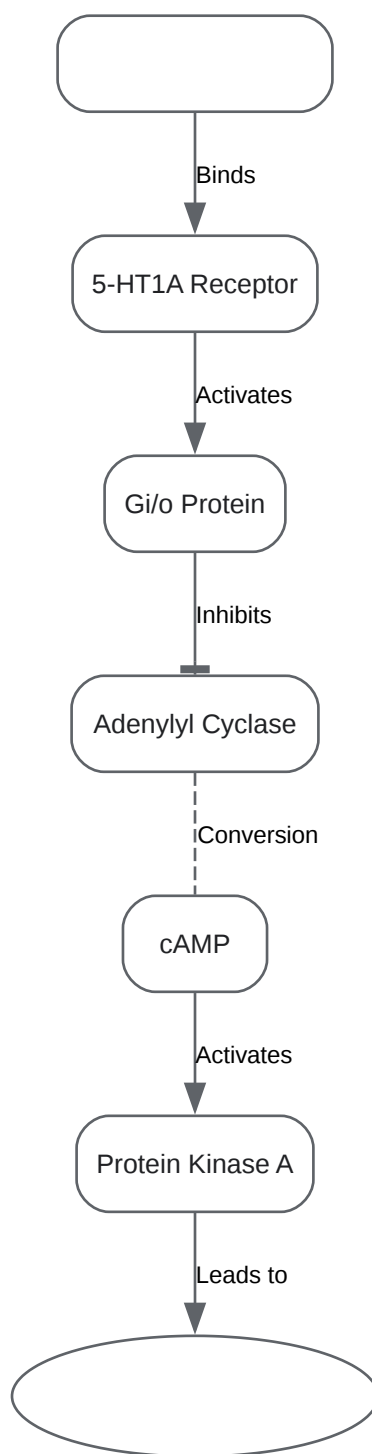 Binds
5-HT1A Receptor
Activates
Gi/o Protein
Inhibits
Adenylyl Cyclase
Conversion
cAMP
Activates
Protein Kinase A
Leads to